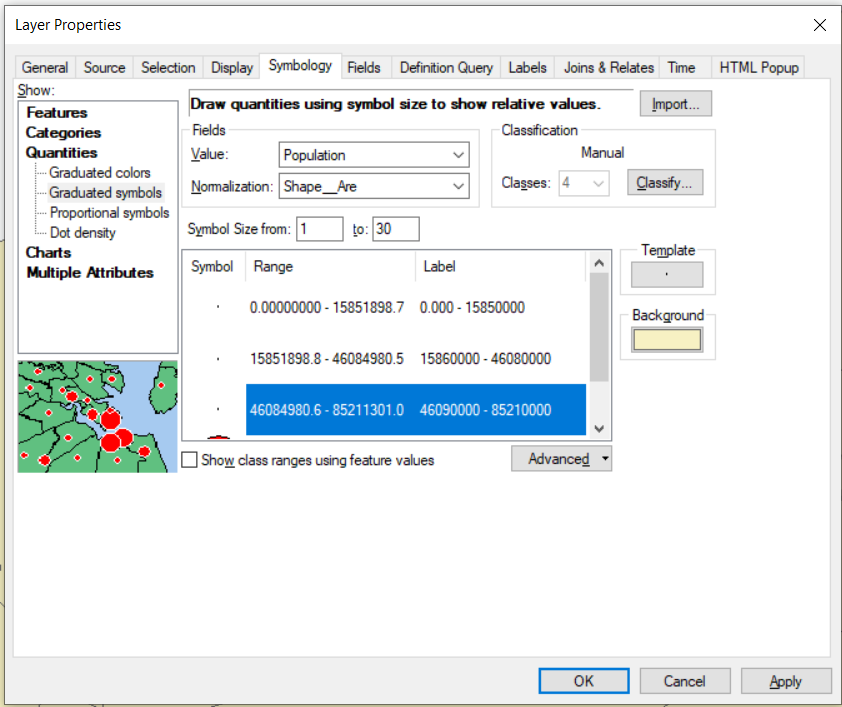 Layer Properties
General Source Selection Display Symbology Fields Definition Query Labels Joins & Relates Time HTML Popup
Show:
Features
Categories
Quantities
Graduated colors
Graduated symbols
Proportional symbols
Dot density
Charts
Multiple Attributes
Draw quantities using symbol size to show relative values.
Import...
Fields
Value: Population
Normalization: Shape__Are
Classification
Manual
Classes: 4 Classify...
Symbol Size from: 1 to: 30
Symbol Range Label
0.00000000 - 15851898.7 0.000 - 15850000
15851898.8 - 46084980.5 15860000 - 46080000
46084980.6 - 85211301.0 46090000 - 85210000
Template
Background
Show class ranges using feature values
Advanced
OK Cancel Apply